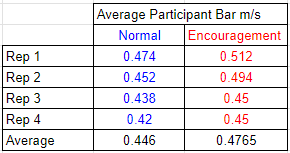 Average Participant Bar m/s
Normal Encouragement
Rep 1 0.474 0.512
Rep 2 0.452 0.494
Rep 3 0.438 0.45
Rep 4 0.42 0.45
Average 0.446 0.4765